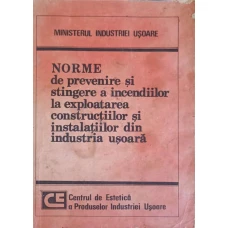 MINISTERUL INDUSTRIEI UŞOARE
NORME
de prevenire şi
stingere a incendiilor
la exploatarea
construcţiilor şi
instalaţiilor din
industria uşoară
CE
Centrul de Estetică
a Produselor Industriei Uşoare